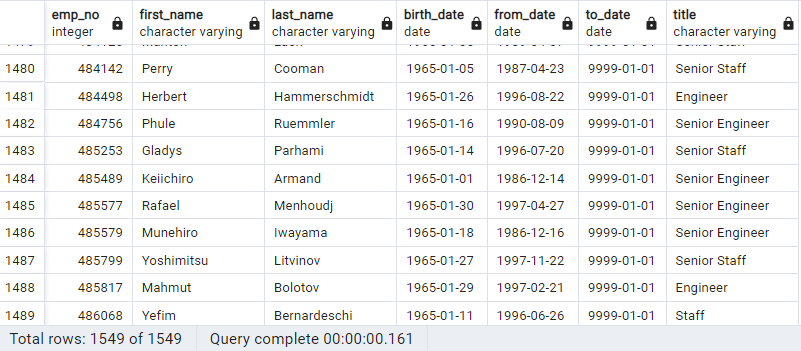 emp_no first_name last_name birth_date from_date to_date title
integer character varying character varying date date date character varying
1480 484142 Perry Cooman 1965-01-05 1987-04-23 9999-01-01 Senior Staff
1481 484498 Herbert Hammerschmidt 1965-01-26 1996-08-22 9999-01-01 Engineer
1482 484756 Phule Ruemmler 1965-01-16 1990-08-09 9999-01-01 Senior Engineer
1483 485253 Gladys Parhami 1965-01-14 1996-07-20 9999-01-01 Senior Staff
1484 485489 Keiichiro Armand 1965-01-01 1986-12-14 9999-01-01 Senior Engineer
1485 485577 Rafael Menhoudj 1965-01-30 1997-04-27 9999-01-01 Senior Engineer
1486 485579 Munehiro Iwayama 1965-01-18 1986-12-16 9999-01-01 Senior Engineer
1487 485799 Yoshimitsu Litvinov 1965-01-27 1997-11-22 9999-01-01 Senior Staff
1488 485817 Mahmut Bolotov 1965-01-29 1997-02-21 9999-01-01 Engineer
1489 486068 Yefim Bernardeschi 1965-01-11 1996-06-26 9999-01-01 Staff
Total rows: 1549 of 1549 Query complete 00:00:00.161